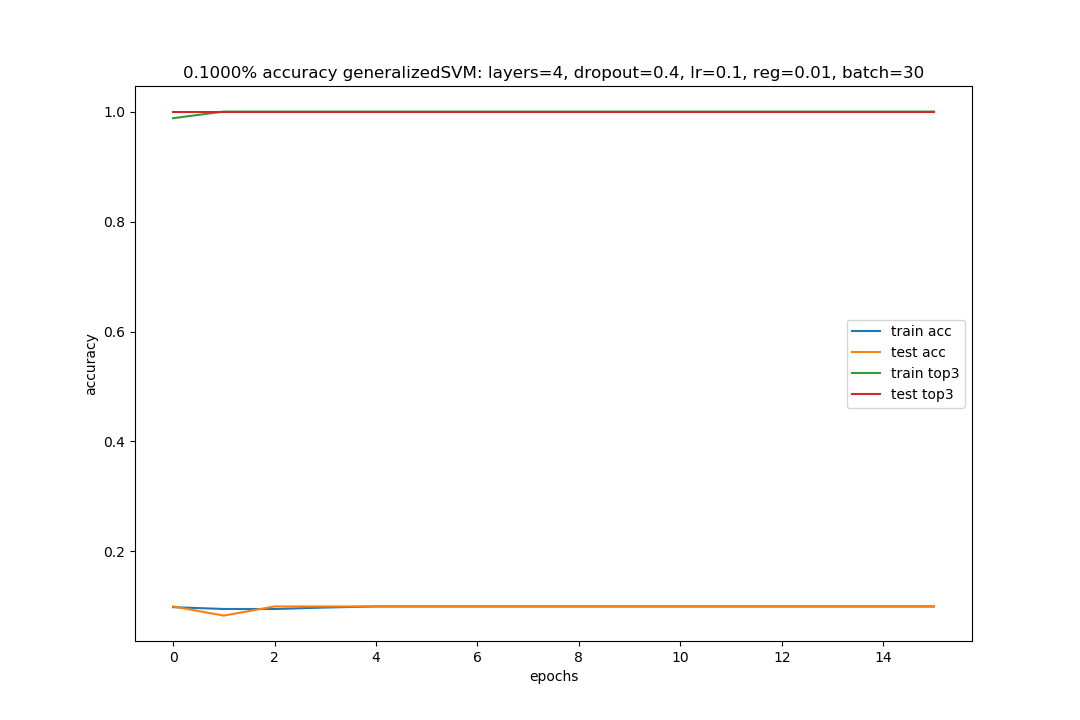 0.1000% accuracy generalizedSVM: layers=4, dropout=0.4, lr=0.1, reg=0.01, batch=30
1.0
0.8
0.6
0.4
0.2
accuracy
train acc
test acc
train top3
test top3
0 2 4 6 8 10 12 14
epochs